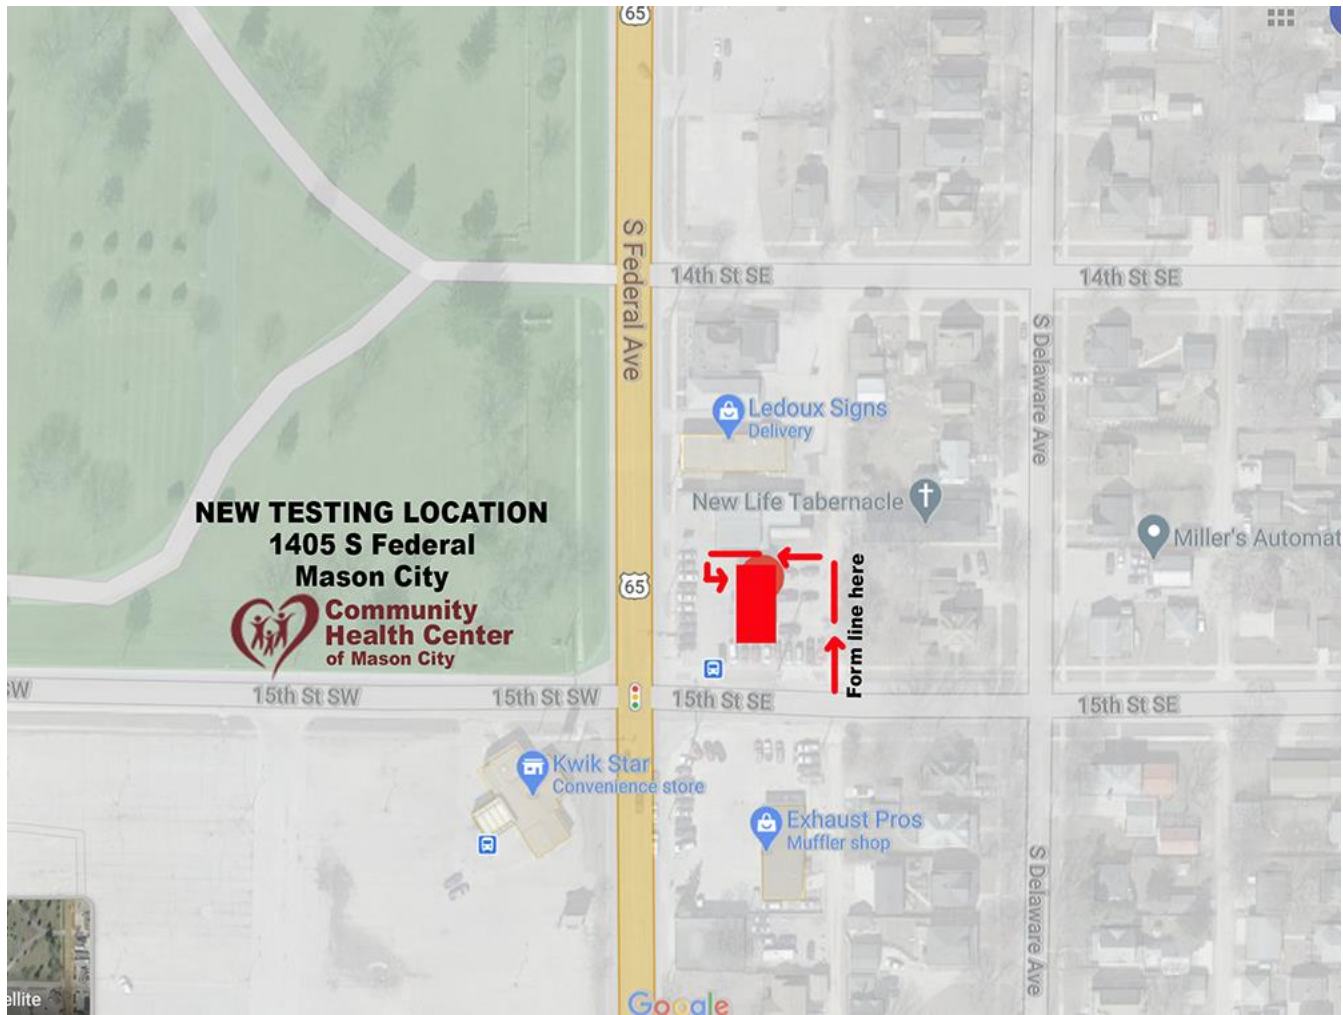 65
S Federal Ave
14th St SE
14th St SE
S Delaware Ave
Ledoux Signs
Delivery
New Life Tabernacle
Miller's Automat
NEW TESTING LOCATION
1405 S Federal
Mason City
Community
Health Center
of Mason City
65
Form line here
SW
15th St SW
15th St SW
15th St SE
15th St SE
Kwik Star
Convenience store
Exhaust Pros
Muffler shop
S Delaware Ave
ellite
Google